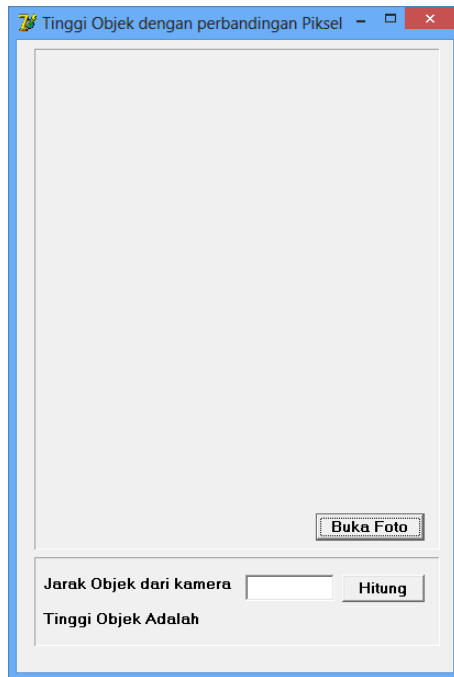 Tinggi Objek dengan perbandingan Piksel
Buka Foto
Jarak Objek dari kamera
Hitung
Tinggi Objek Adalah